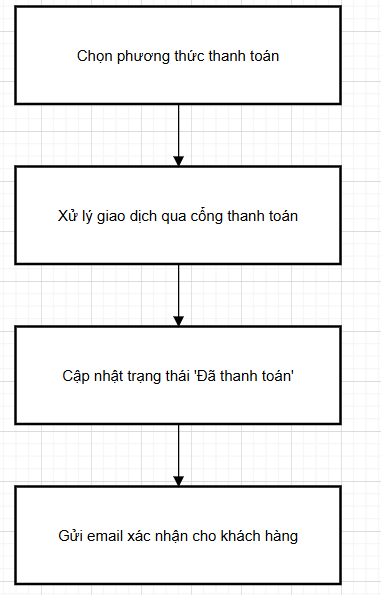 Chọn phương thức thanh toán
Xử lý giao dịch qua cổng thanh toán
Cập nhật trạng thái 'Đã thanh toán'
Gửi email xác nhận cho khách hàng